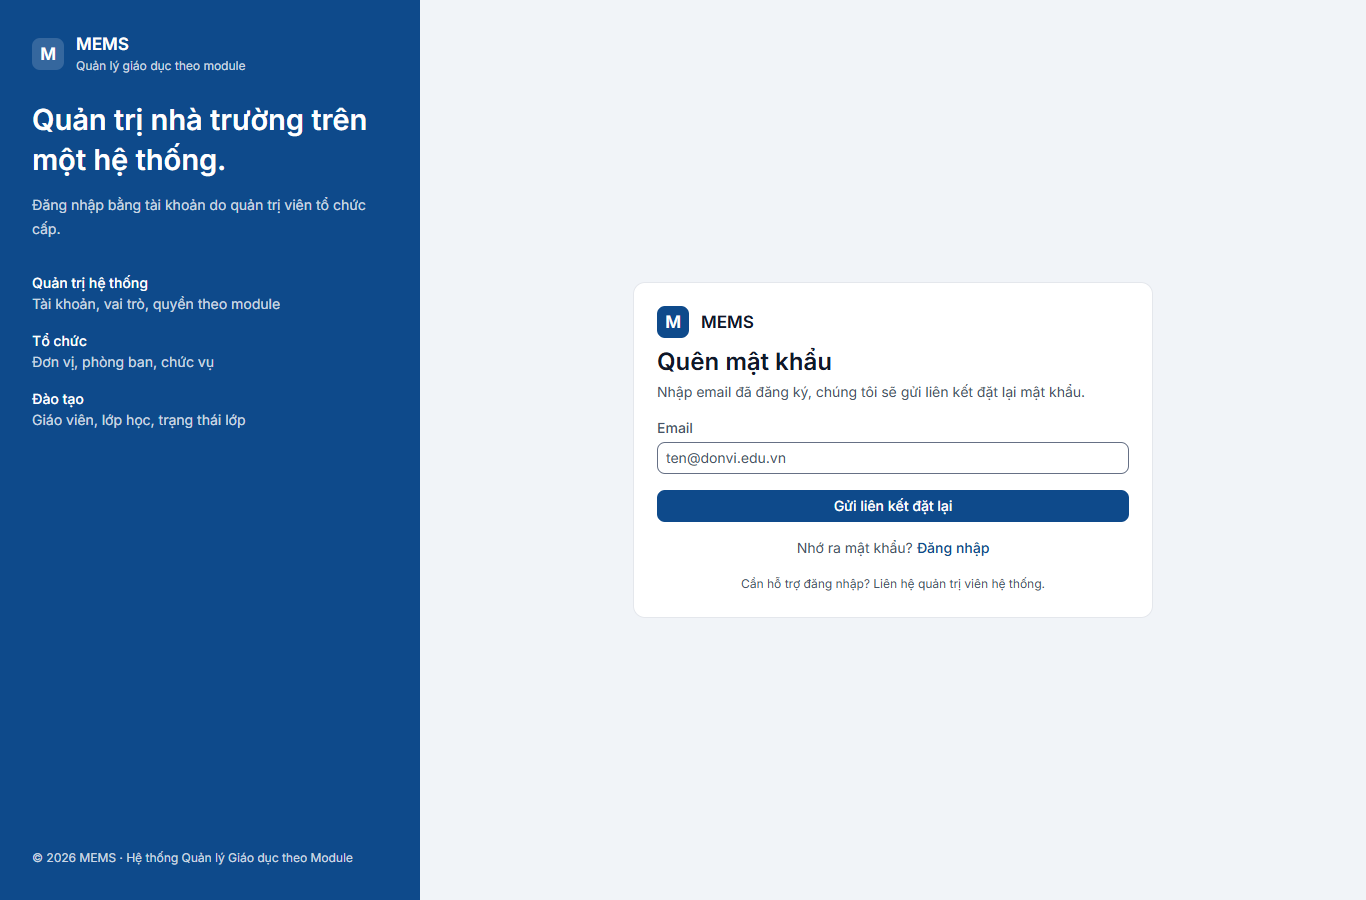 M
MEMS
Quản lý giáo dục theo module
Quản trị nhà trường trên
một hệ thống.
Đăng nhập bằng tài khoản do quản trị viên tổ chức
cấp.
Quản trị hệ thống
Tài khoản, vai trò, quyền theo module
Tổ chức
Đơn vị, phòng ban, chức vụ
Đào tạo
Giáo viên, lớp học, trạng thái lớp
© 2026 MEMS · Hệ thống Quản lý Giáo dục theo Module
M MEMS
Quên mật khẩu
Nhập email đã đăng ký, chúng tôi sẽ gửi liên kết đặt lại mật khẩu.
Email
ten@donvi.edu.vn
Gửi liên kết đặt lại
Nhớ ra mật khẩu? Đăng nhập
Cần hỗ trợ đăng nhập? Liên hệ quản trị viên hệ thống.